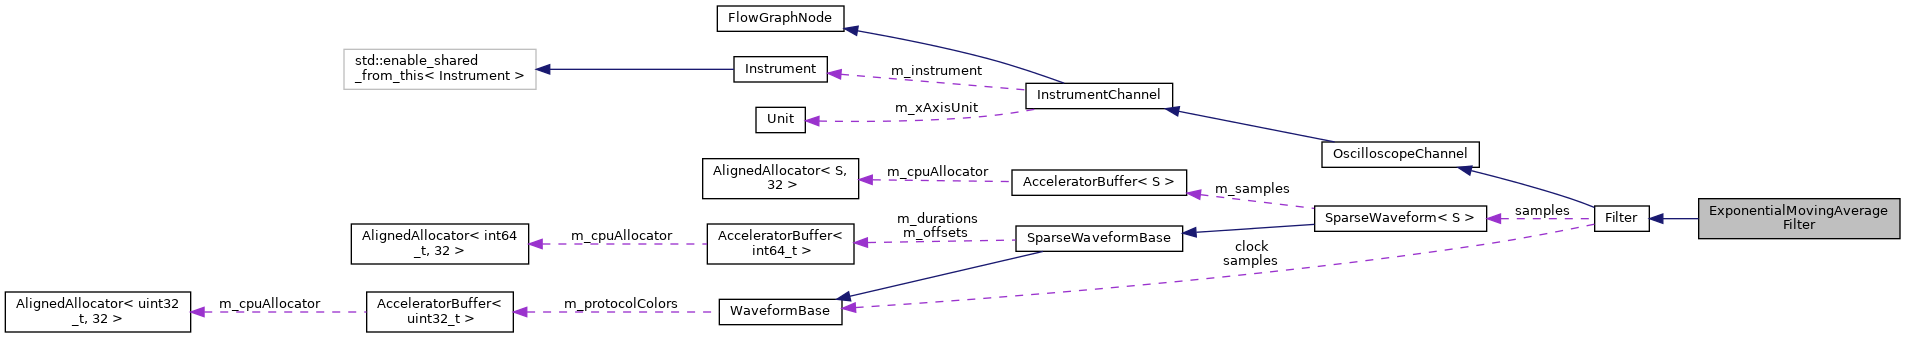 FlowGraphNode
std::enable_shared
_from_this< Instrument >
Instrument
m_instrument
InstrumentChannel
m_xAxisUnit
Unit
OscilloscopeChannel
AlignedAllocator< S,
32 >
m_cpuAllocator
AcceleratorBuffer< S >
m_samples
SparseWaveform< S >
samples
Filter
ExponentialMovingAverage
Filter
AlignedAllocator< int64
_t, 32 >
m_cpuAllocator
AcceleratorBuffer<
int64_t >
m_durations
m_offsets
SparseWaveformBase
clock
samples
AlignedAllocator< uint32
_t, 32 >
m_cpuAllocator
AcceleratorBuffer<
uint32_t >
m_protocolColors
WaveformBase